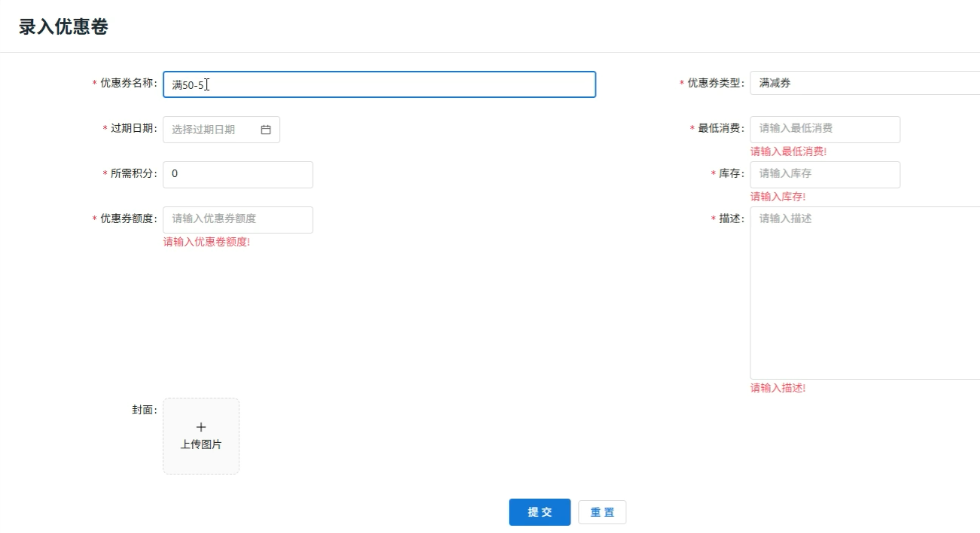 录入优惠卷
* 优惠券名称: 满50-5
* 优惠券类型: 满减券
* 过期日期: 选择过期日期
* 最低消费: 请输入最低消费
请输入最低消费!
* 所需积分: 0
* 库存: 请输入库存
请输入库存!
* 优惠券额度: 请输入优惠券额度
请输入优惠卷额度!
* 描述: 请输入描述
请输入描述!
封面:
+
上传图片
提 交
重 置